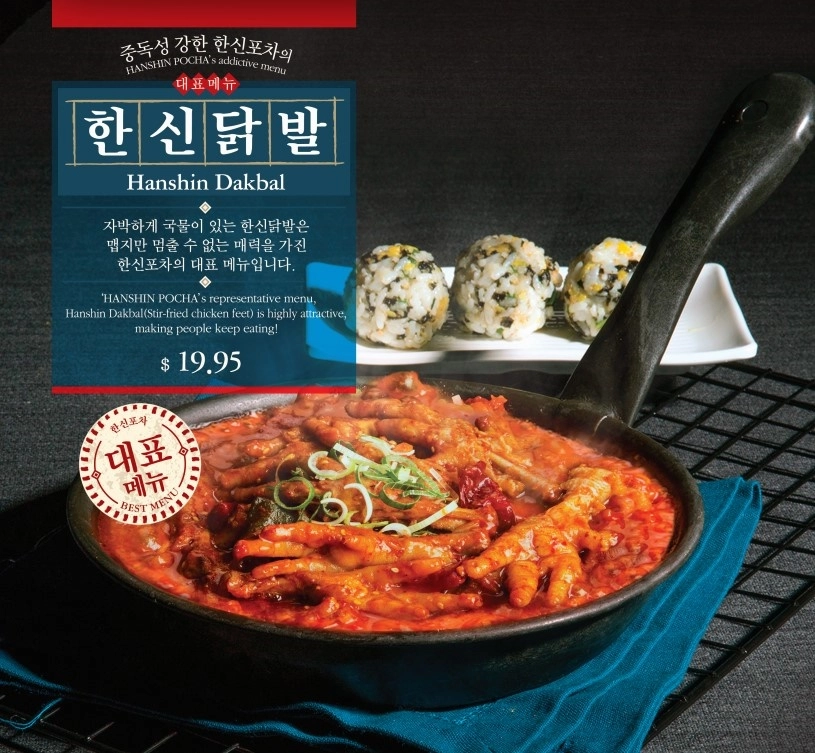 중독성 강한 한신포차의
HANSHIN POCHA's addictive menu
대표메뉴
한신닭발
Hanshin Dakbal
자박하게 국물이 있는 한신닭발은
맵지만 멈출 수 없는 매력을 가진
한신포차의 대표 메뉴입니다.
'HANSHIN POCHA's representative menu,
Hanshin Dakbal(Stir-fried chicken feet) is highly attractive,
making people keep eating!
$ 19.95
한신포차
대표
메뉴
BEST MENU